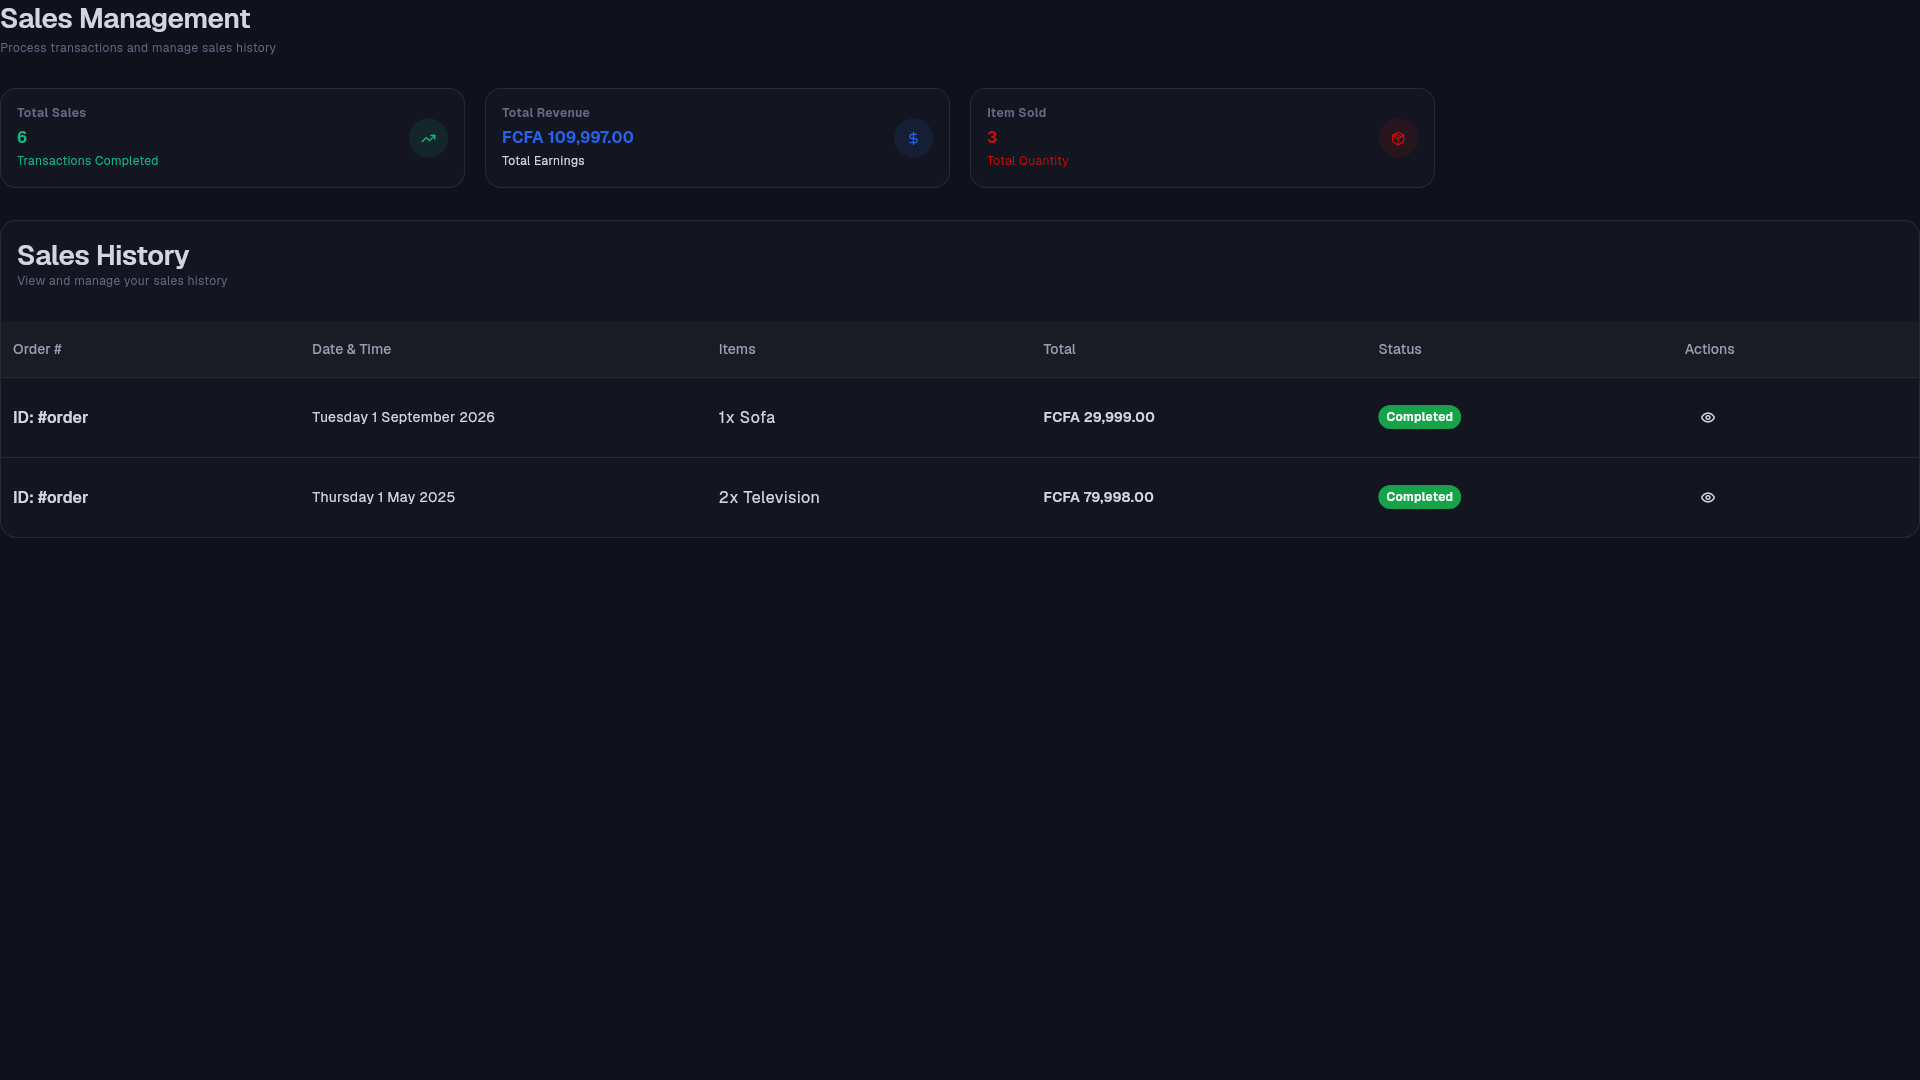 Sales Management
Process transactions and manage sales history
Total Sales
6
Transactions Completed
Total Revenue
FCFA 109,997.00
Total Earnings
Item Sold
3
Total Quantity
Sales History
View and manage your sales history
Order # Date & Time Items Total Status Actions
ID: #order Tuesday 1 September 2026 1x Sofa FCFA 29,999.00 Completed
ID: #order Thursday 1 May 2025 2x Television FCFA 79,998.00 Completed